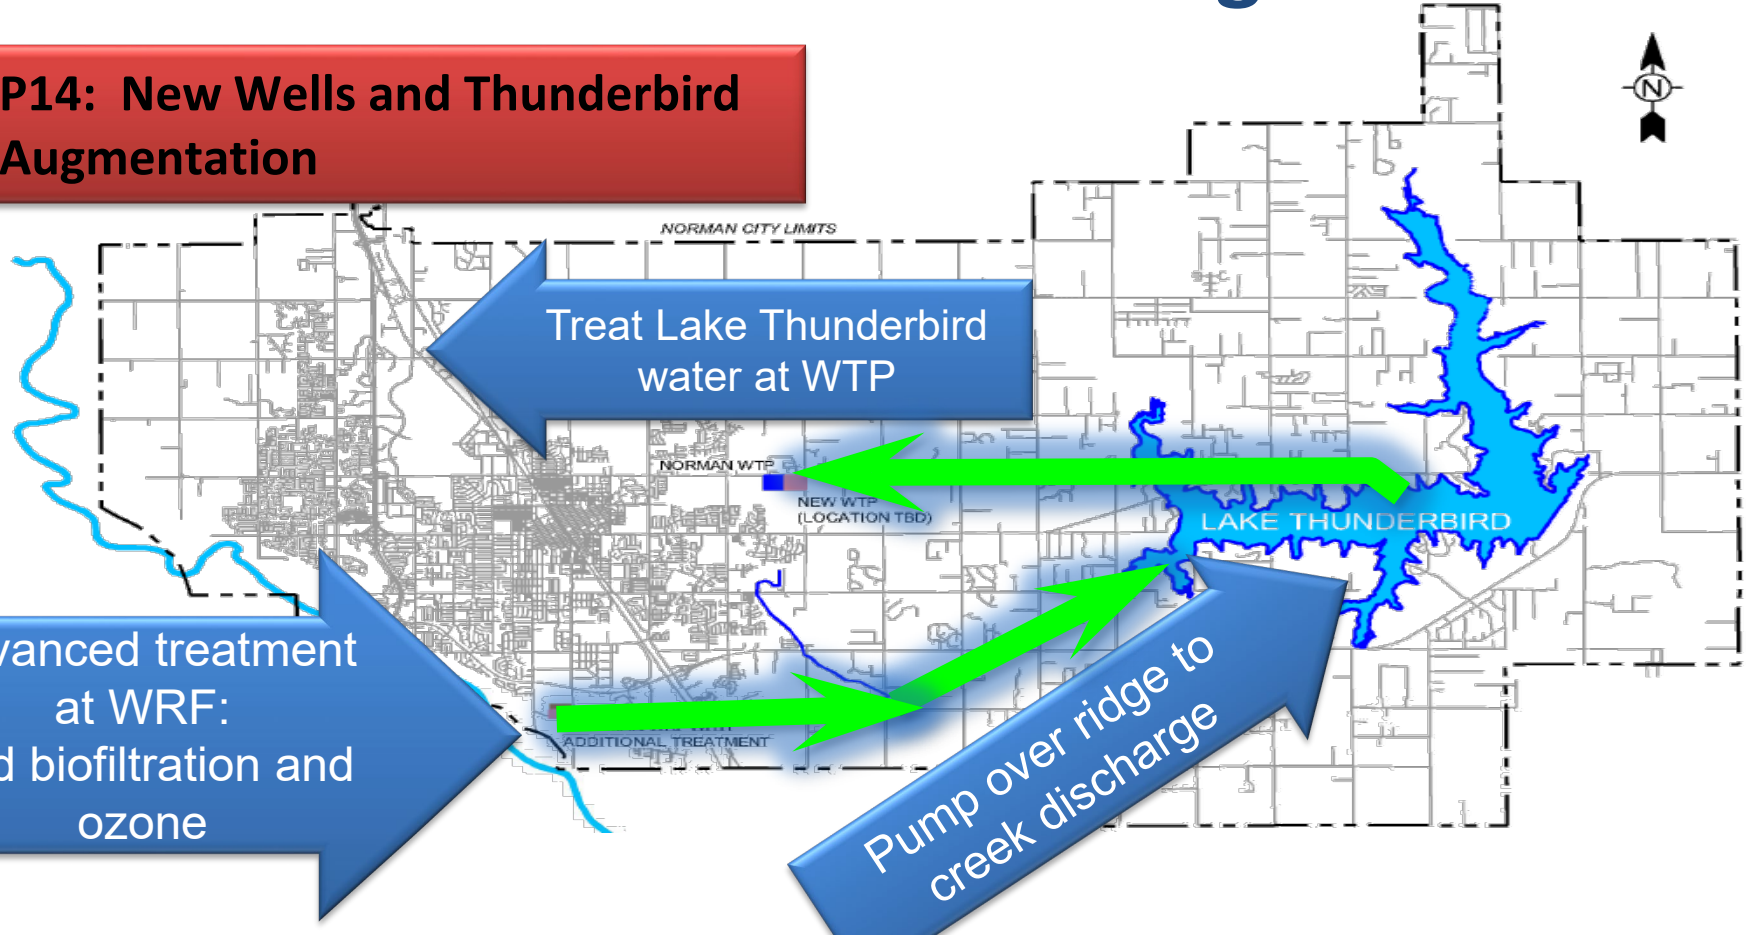 P14: New Wells and Thunderbird
Augmentation
N
NORMAN CITY LIMITS
Treat Lake Thunderbird
water at WTP
NORMAN WTP
NEW WTP
(LOCATION TBD)
LAKE THUNDERBIRD
vanced treatment
at WRF:
d biofiltration and
ozone
ADDITIONAL TREATMENT
Pump over ridge to
creek discharge